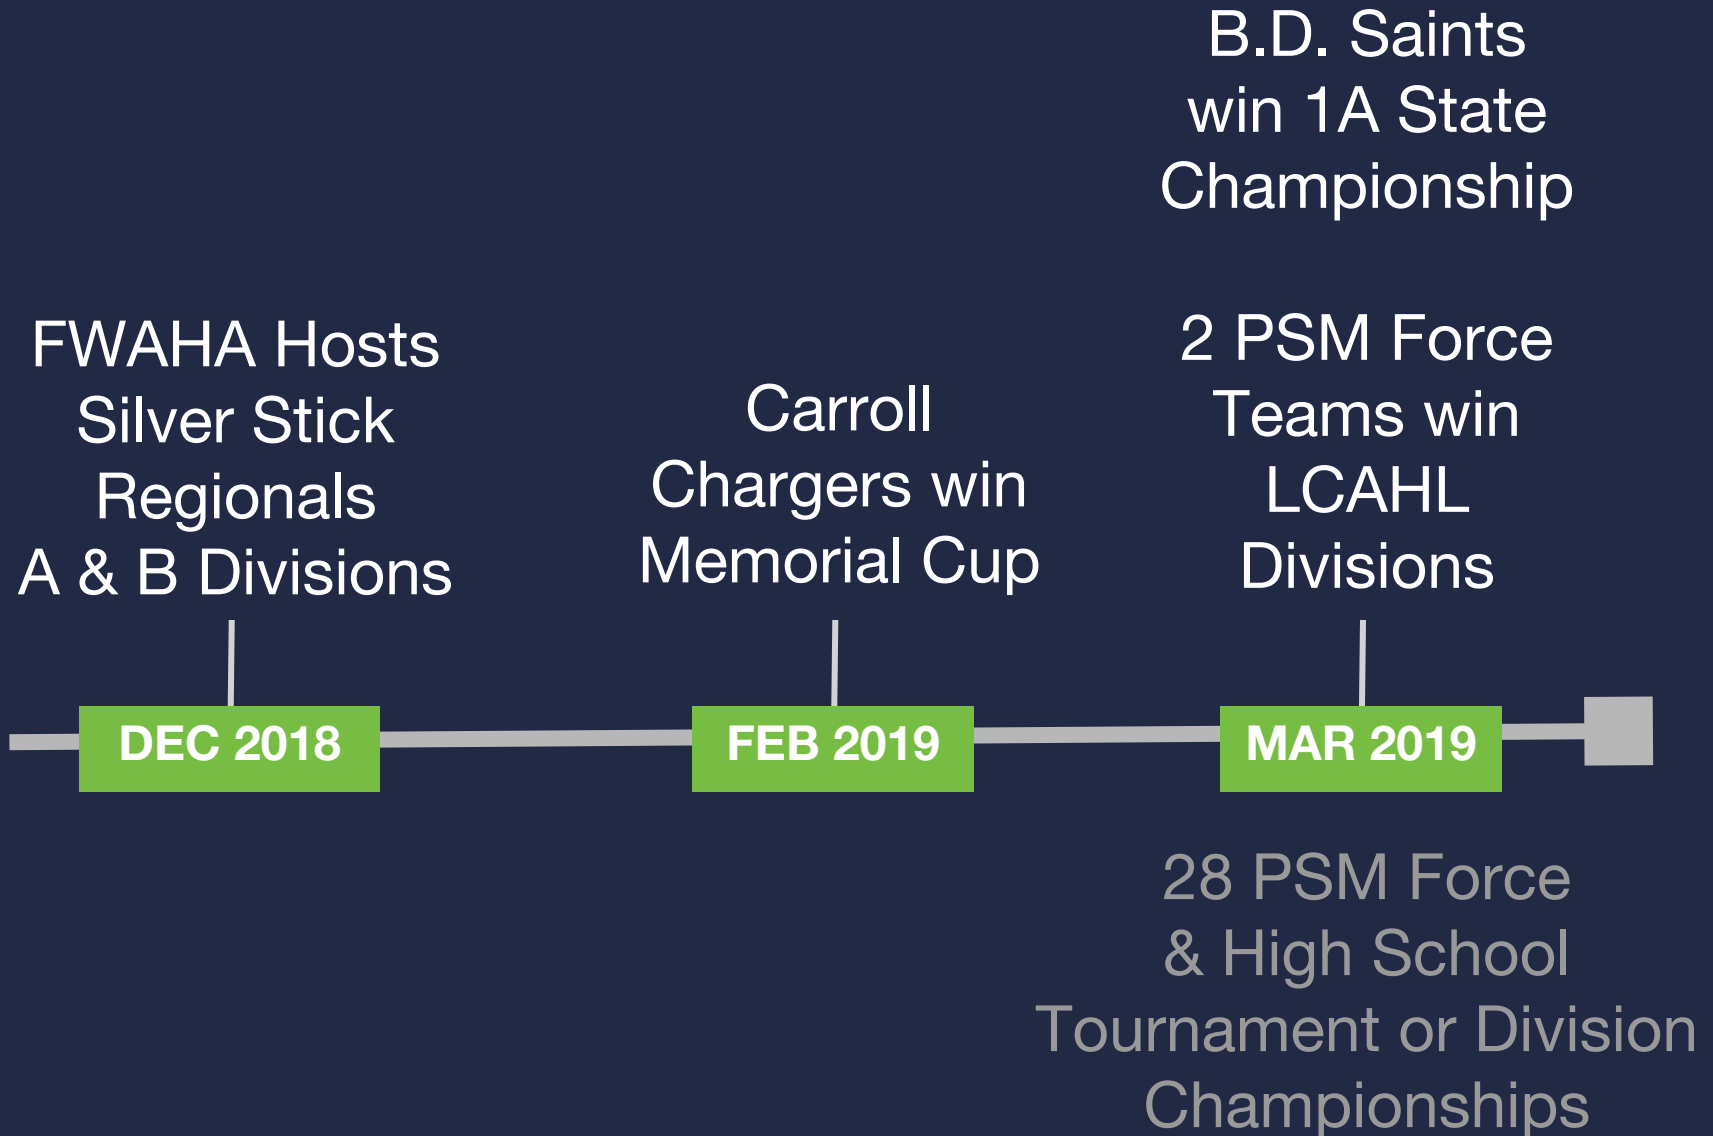 FWAHA Hosts
Silver Stick
Regionals
A & B Divisions
DEC 2018
Carroll
Chargers win
Memorial Cup
FEB 2019
B.D. Saints
win 1A State
Championship
2 PSM Force
Teams win
LCAHL
Divisions
MAR 2019
28 PSM Force
& High School
Tournament or Division
Championships